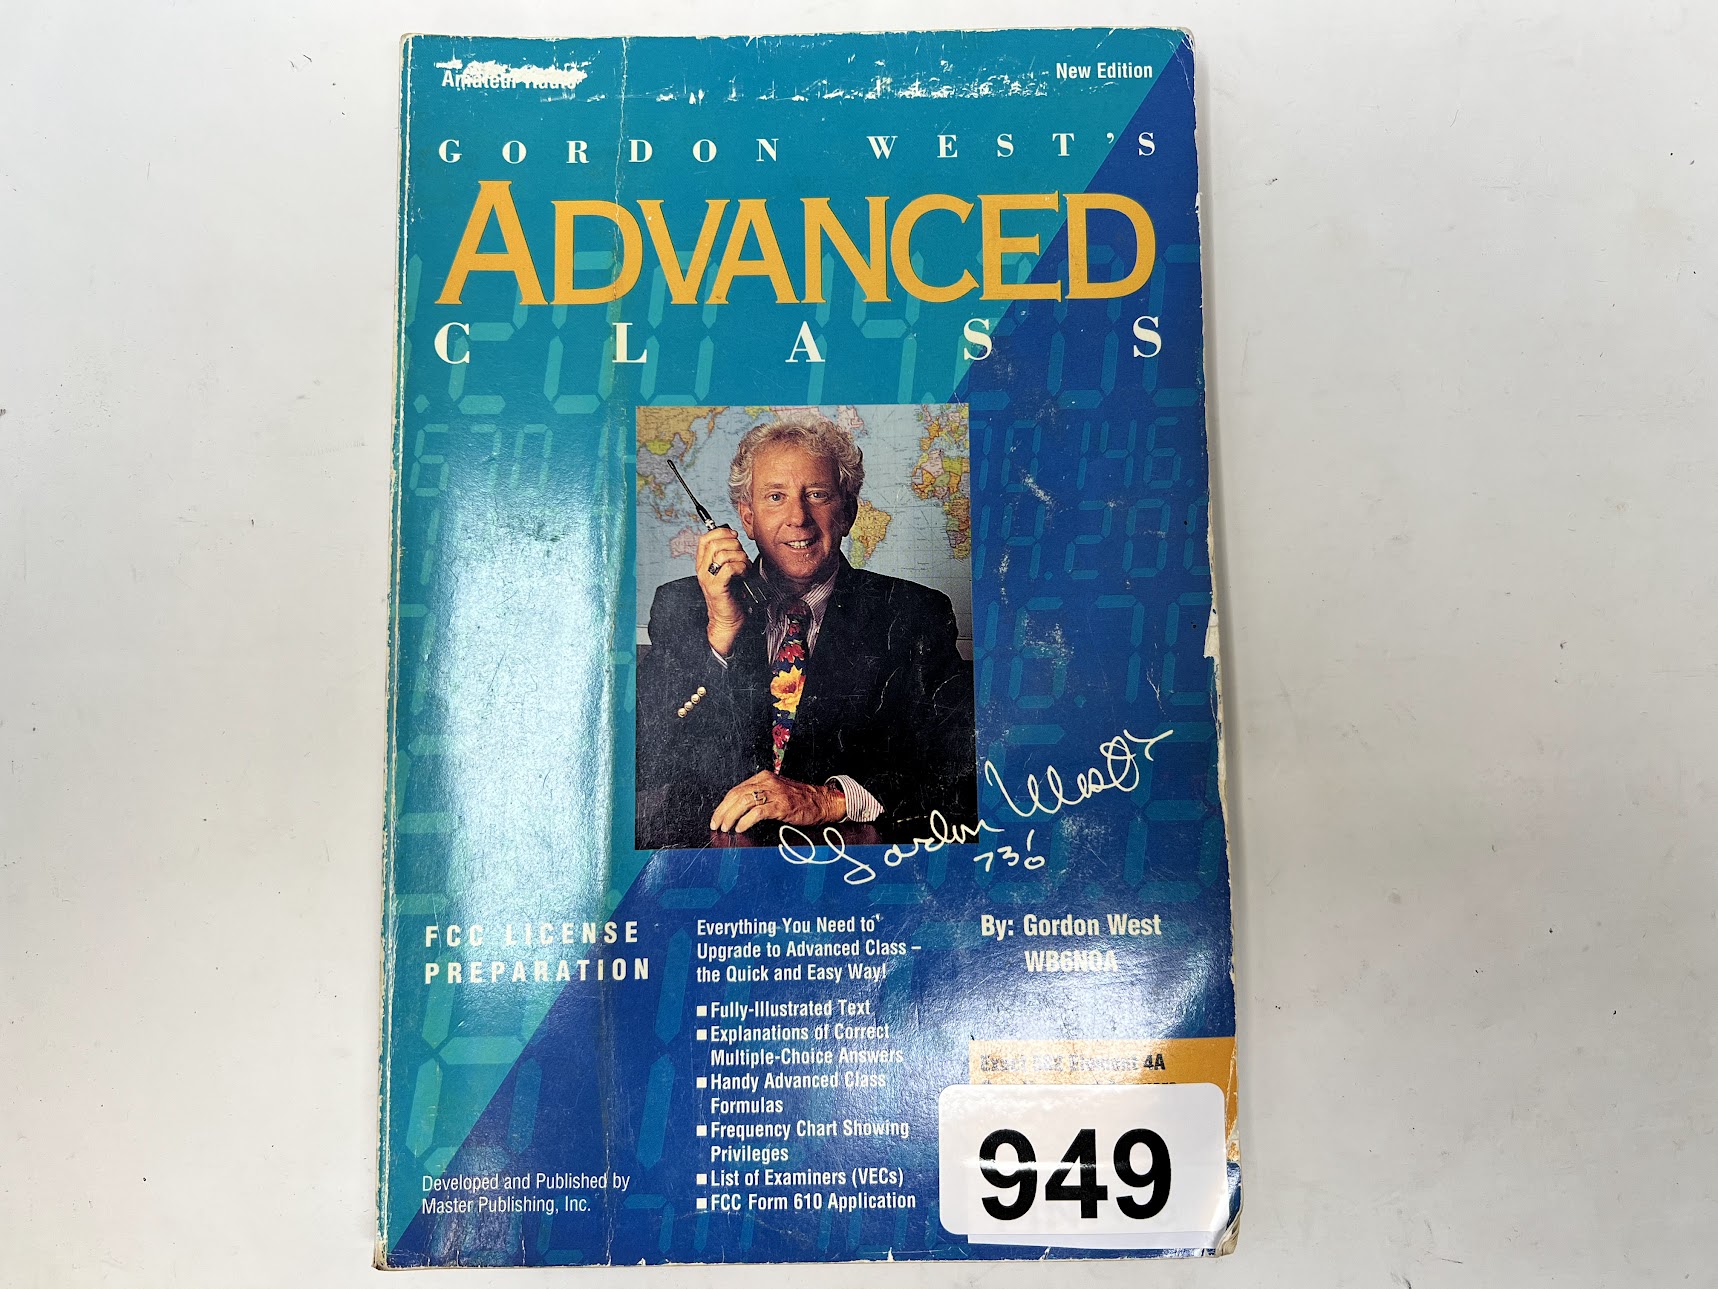 Amateur Radio
New Edition
GORDON WEST'S
ADVANCED
CLASS
Gordon West
73's
FCC LICENSE
PREPARATION
Everything You Need to
Upgrade to Advanced Class –
the Quick and Easy Way!
■ Fully-Illustrated Text
■ Explanations of Correct
Multiple-Choice Answers
■ Handy Advanced Class
Formulas
■ Frequency Chart Showing
Privileges
■ List of Examiners (VECs)
■ FCC Form 610 Application
By: Gordon West
WB6NOA
Element 4A
949
Developed and Published by
Master Publishing, Inc.